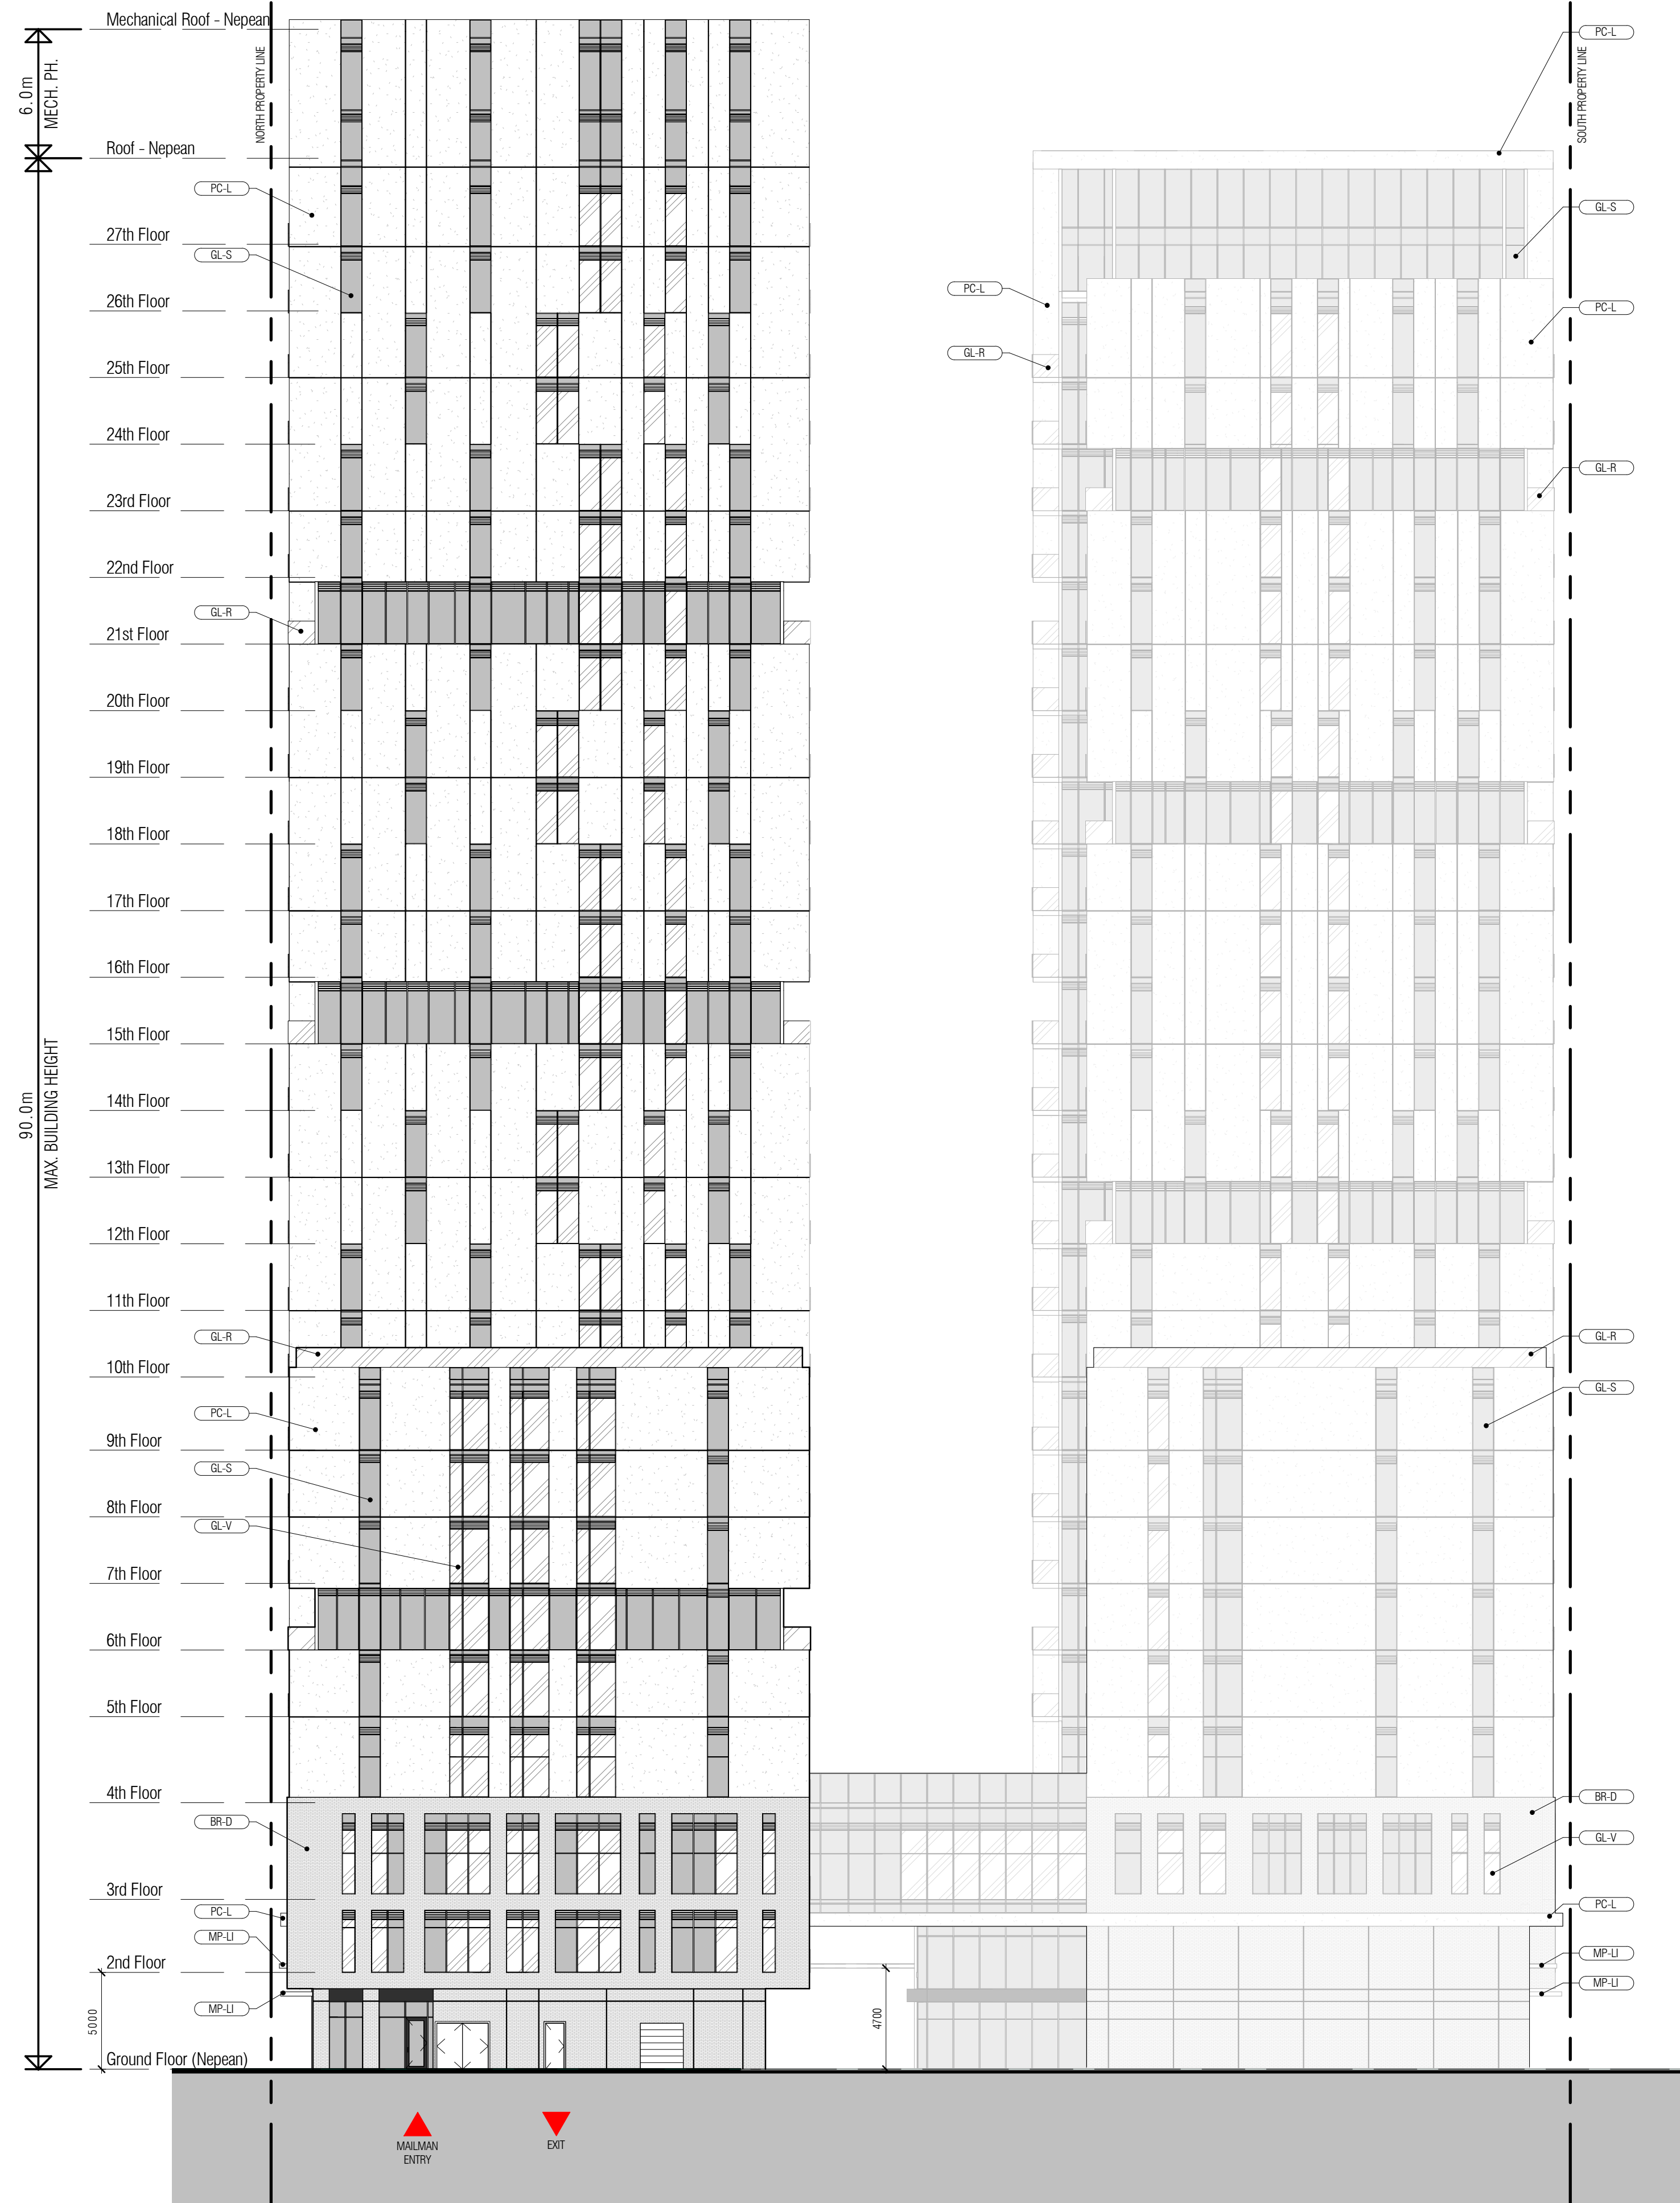 Mechanical Roof - Nepean
6.0m
MECH. PH.
NORTH PROPERTY LINE
SOUTH PROPERTY LINE
PC-L
Roof - Nepean
PC-L
GL-S
27th Floor
GL-S
PC-L
26th Floor
PC-L
GL-R
25th Floor
24th Floor
GL-R
23rd Floor
22nd Floor
GL-R
21st Floor
20th Floor
19th Floor
18th Floor
17th Floor
16th Floor
15th Floor
90.0m
MAX. BUILDING HEIGHT
14th Floor
13th Floor
12th Floor
11th Floor
GL-R
GL-R
10th Floor
GL-S
PC-L
9th Floor
GL-S
8th Floor
GL-V
7th Floor
6th Floor
5th Floor
4th Floor
BR-D
BR-D
GL-V
3rd Floor
PC-L
PC-L
MP-LI
MP-LI
2nd Floor
MP-LI
MP-LI
5000
4700
Ground Floor (Nepean)
MAILMAN
ENTRY
EXIT